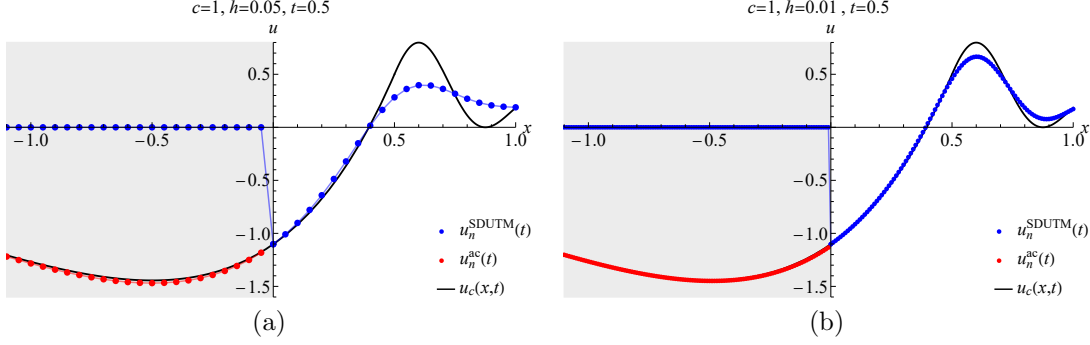 c=1, h=0.05, t=0.5
u
0.5
−1.0
−0.5
0.5
1.0
x
−0.5
−1.0
−1.5
u_n^SDUTM(t)
u_n^ac(t)
u_c(x,t)
(a)
c=1, h=0.01 , t=0.5
u
0.5
−1.0
−0.5
0.5
1.0
x
−0.5
−1.0
−1.5
u_n^SDUTM(t)
u_n^ac(t)
u_c(x,t)
(b)